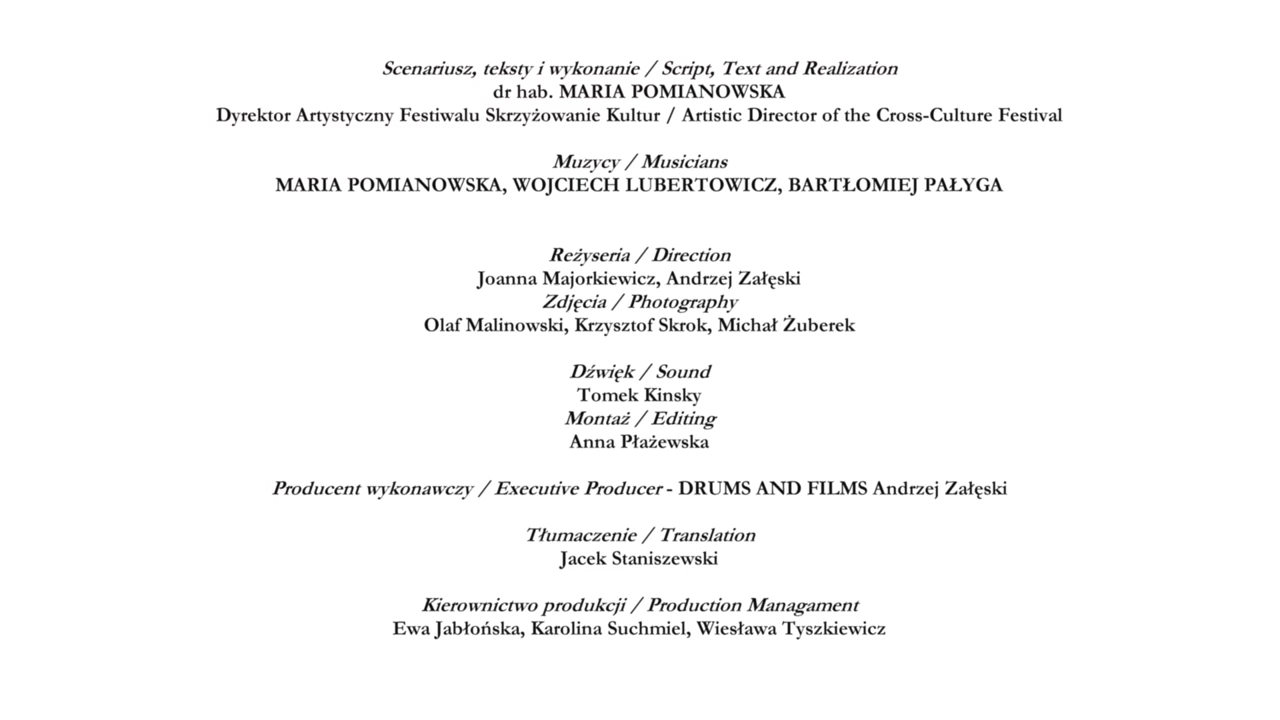 Scenariusz, teksty i wykonanie / Script, Text and Realization
dr hab. MARIA POMIANOWSKA
Dyrektor Artystyczny Festiwalu Skrzyżowanie Kultur / Artistic Director of the Cross-Culture Festival
Muzycy / Musicians
MARIA POMIANOWSKA, WOJCIECH LUBERTOWICZ, BARTŁOMIEJ PAŁYGA
Reżyseria / Direction
Joanna Majorkiewicz, Andrzej Załęski
Zdjęcia / Photography
Olaf Malinowski, Krzysztof Skrok, Michał Żuberek
Dźwięk / Sound
Tomek Kinsky
Montaż / Editing
Anna Płażewska
Producent wykonawczy / Executive Producer - DRUMS AND FILMS Andrzej Załęski
Tłumaczenie / Translation
Jacek Staniszewski
Kierownictwo produkcji / Production Managament
Ewa Jabłońska, Karolina Suchmiel, Wiesława Tyszkiewicz